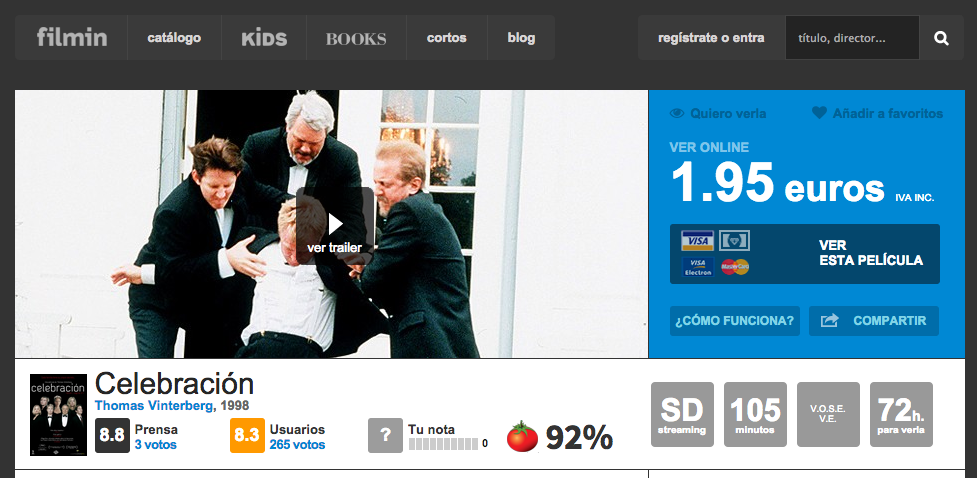 filmin
catálogo
KiDS
BOOKS
cortos
blog
regístrate o entra
título, director...
Quiero verla
Añadir a favoritos
VER ONLINE
1.95 euros IVA INC.
VISA
VISA
Electron
MasterCard
VER
ESTA PELÍCULA
ver trailer
¿CÓMO FUNCIONA?
COMPARTIR
celebración
Celebración
Thomas Vinterberg, 1998
8.8
Prensa
3 votos
8.3
Usuarios
265 votos
?
Tu nota
0
92%
SD
streaming
105
minutos
V.O.S.E.
V.E.
72h.
para verla